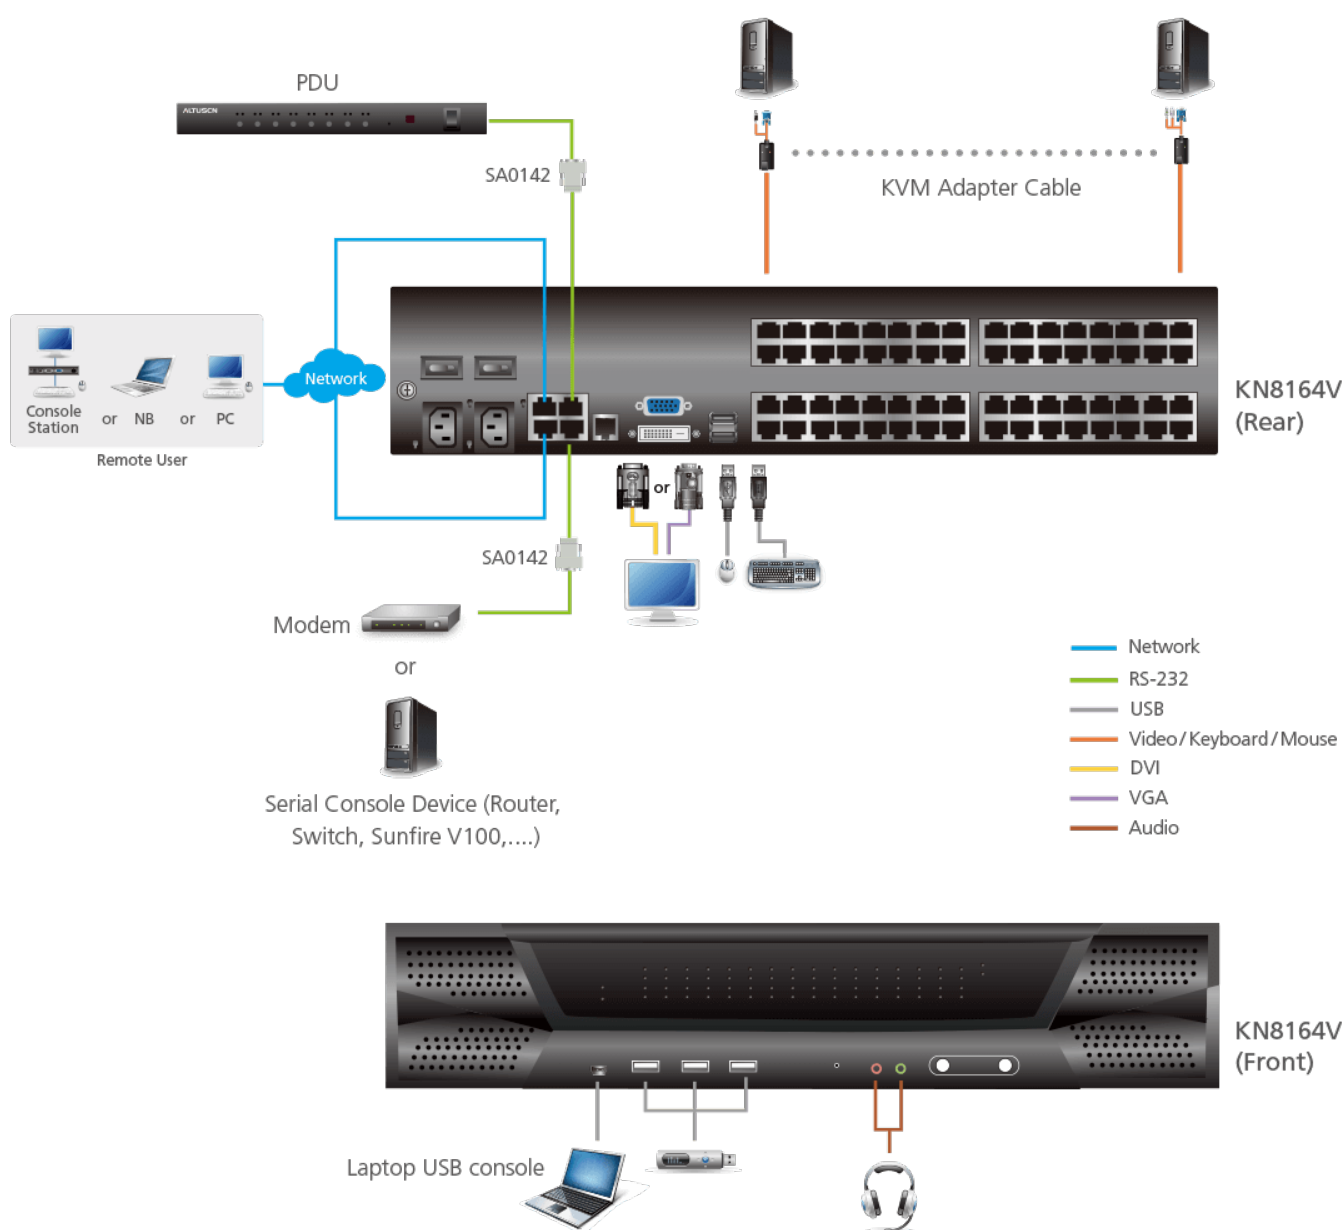 PDU
ALTUSEN
SA0142
KVM Adapter Cable
Network
Console
Station
or
NB
or
PC
Remote User
KN8164V
(Rear)
or
SA0142
Modem
or
Serial Console Device (Router,
Switch, Sunfire V100,....)
Network
RS-232
USB
Video/Keyboard/Mouse
DVI
VGA
Audio
KN8164V
(Front)
Laptop USB console